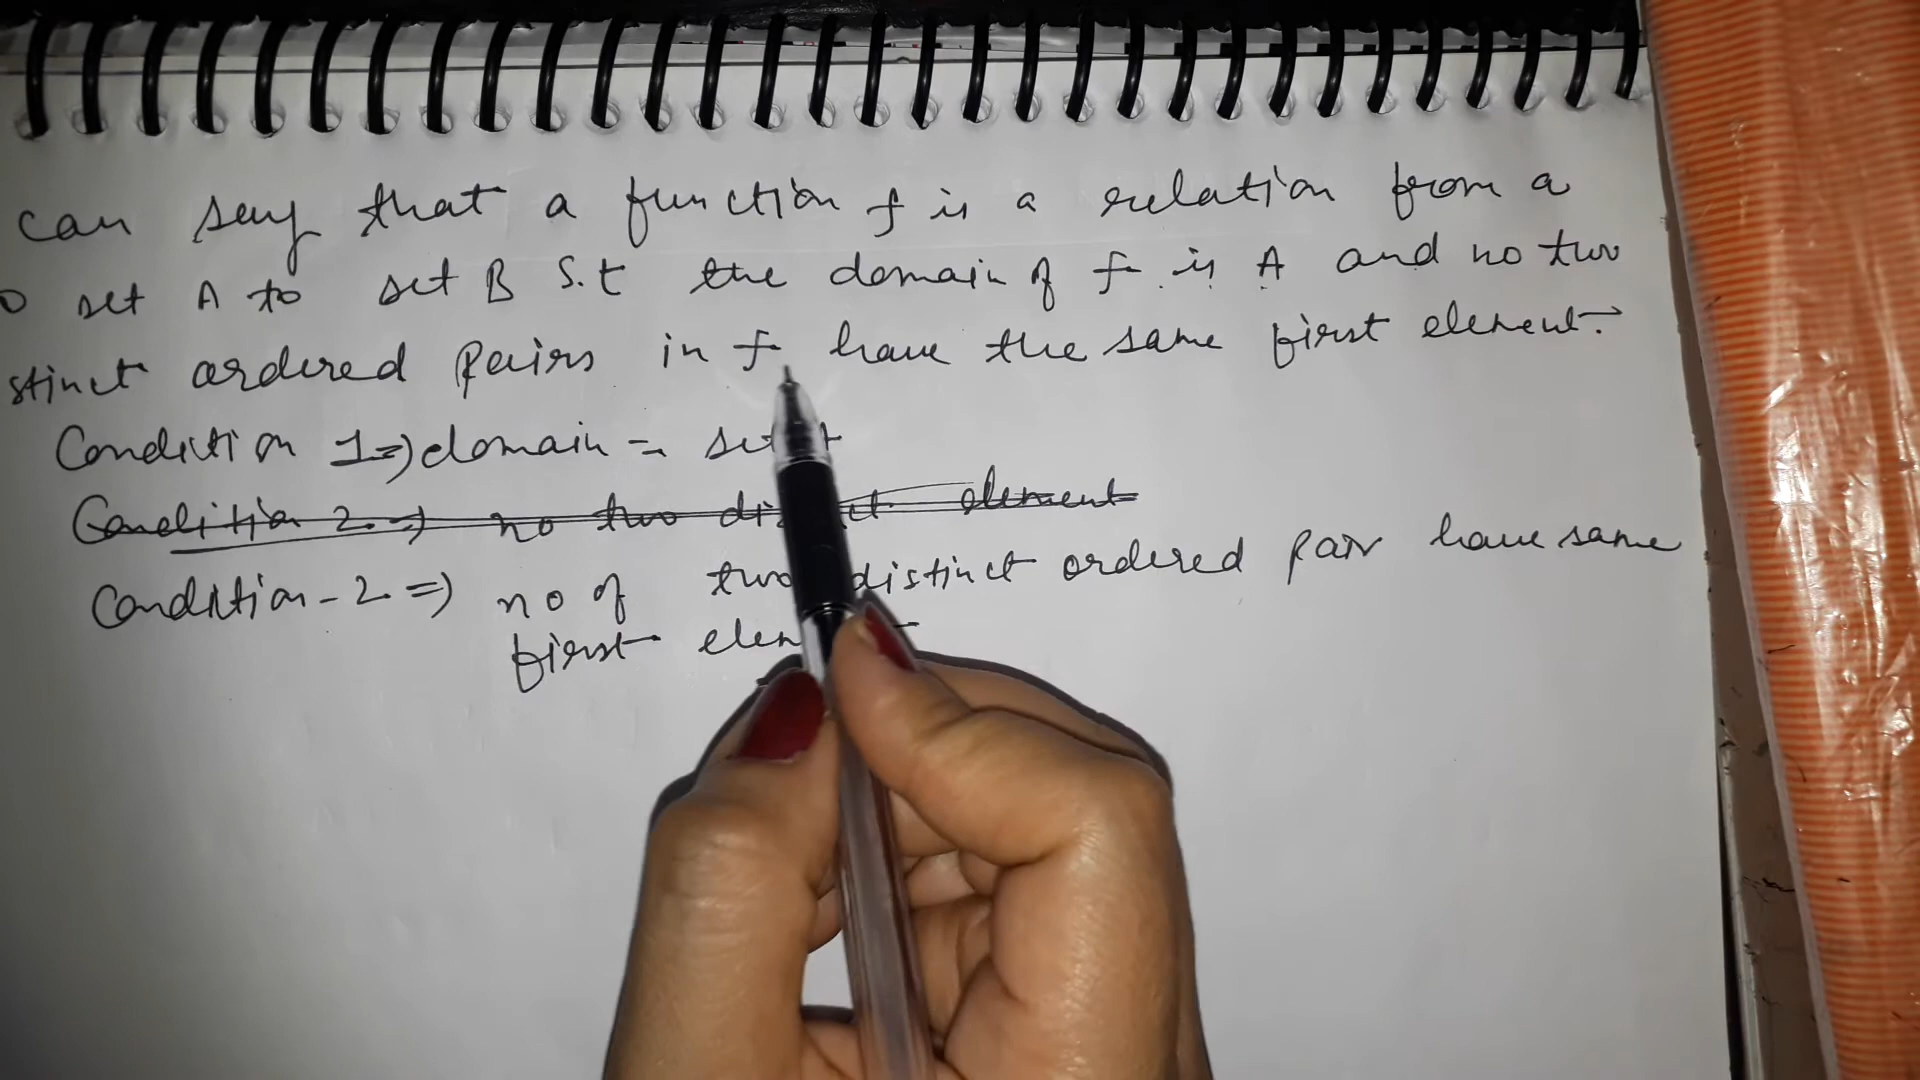 can say that a function f is a relation from a
set A to set B s.t the domain of f is A and no two
stinct ordered pairs in f have the same first element.
Condition 1=) domain = set
Condition 2 =) no two element
Condition - 2 =) no of two distinct ordered pair have same
first